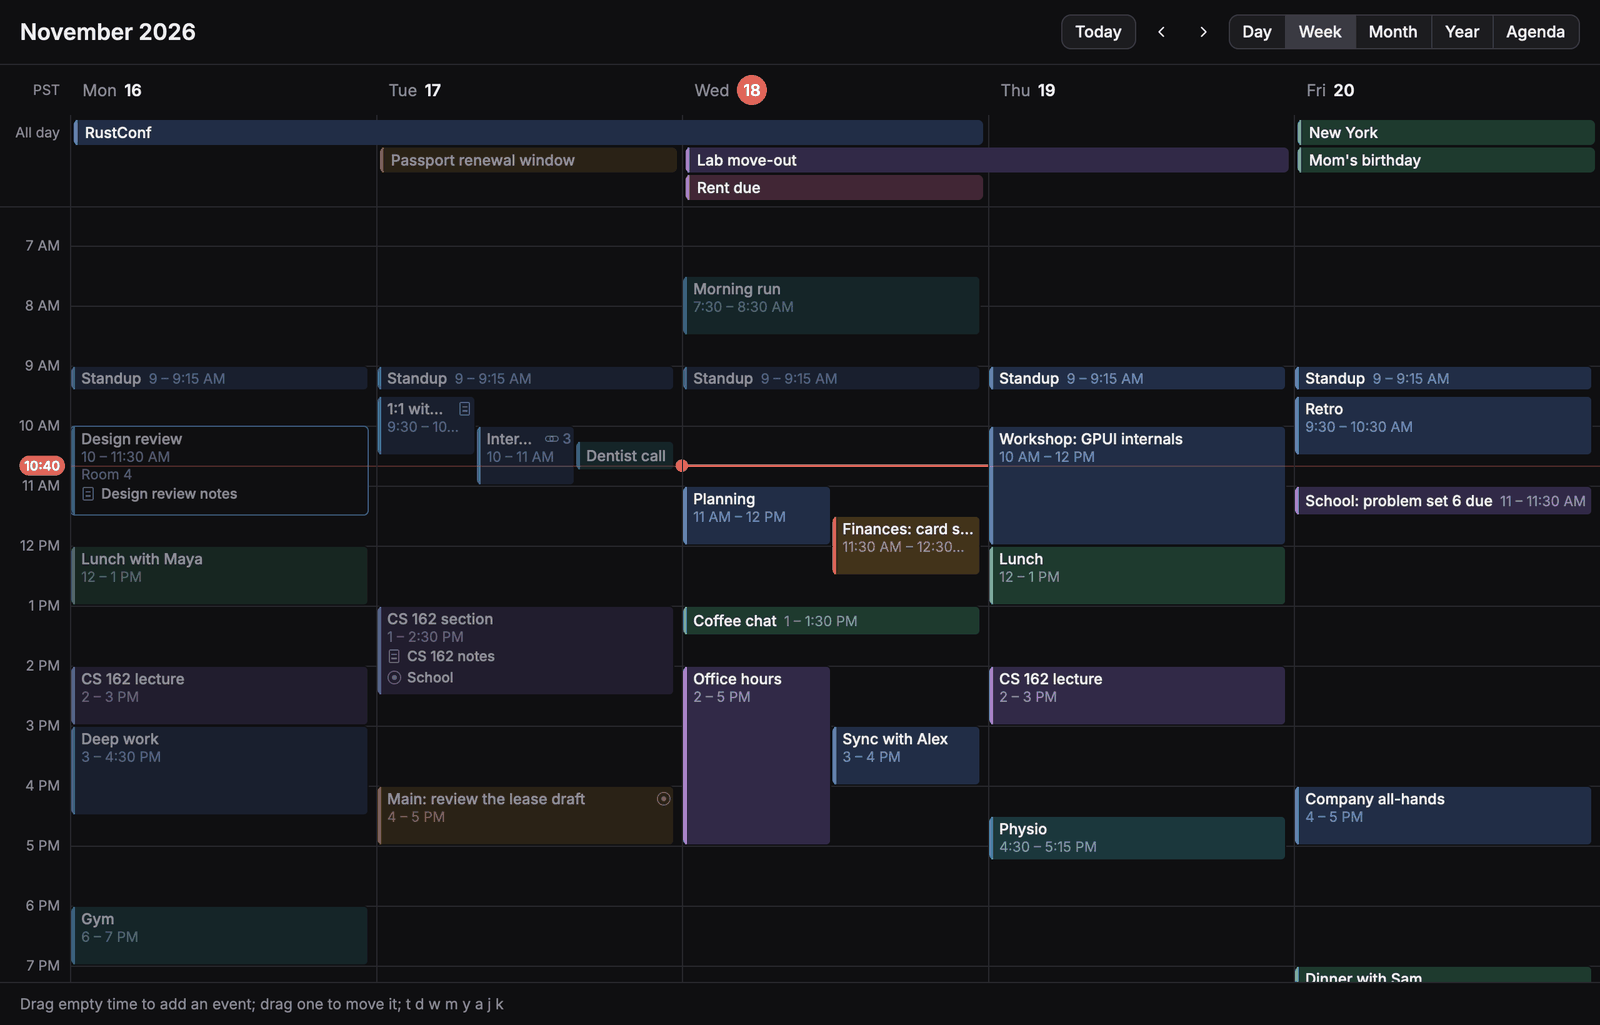 November 2026
Today
Day Week Month Year Agenda
PST
Mon 16
Tue 17
Wed 18
Thu 19
Fri 20
All day
RustConf
New York
Passport renewal window
Lab move-out
Mom's birthday
Rent due
7 AM
8 AM
9 AM
10 AM
10:40
11 AM
12 PM
1 PM
2 PM
3 PM
4 PM
5 PM
6 PM
7 PM
Standup 9 – 9:15 AM
Design review
10 – 11:30 AM
Room 4
Design review notes
Lunch with Maya
12 – 1 PM
CS 162 lecture
2 – 3 PM
Deep work
3 – 4:30 PM
Gym
6 – 7 PM
Standup 9 – 9:15 AM
1:1 wit...
9:30 – 10...
Inter... 3
10 – 11 AM
Dentist call
CS 162 section
1 – 2:30 PM
CS 162 notes
School
Main: review the lease draft
4 – 5 PM
Morning run
7:30 – 8:30 AM
Standup 9 – 9:15 AM
Planning
11 AM – 12 PM
Finances: card s...
11:30 AM – 12:30...
Coffee chat 1 – 1:30 PM
Office hours
2 – 5 PM
Sync with Alex
3 – 4 PM
Standup 9 – 9:15 AM
Workshop: GPUI internals
10 AM – 12 PM
Lunch
12 – 1 PM
CS 162 lecture
2 – 3 PM
Physio
4:30 – 5:15 PM
Standup 9 – 9:15 AM
Retro
9:30 – 10:30 AM
School: problem set 6 due 11 – 11:30 AM
Company all-hands
4 – 5 PM
Dinner with Sam
Drag empty time to add an event; drag one to move it; t d w m y a j k